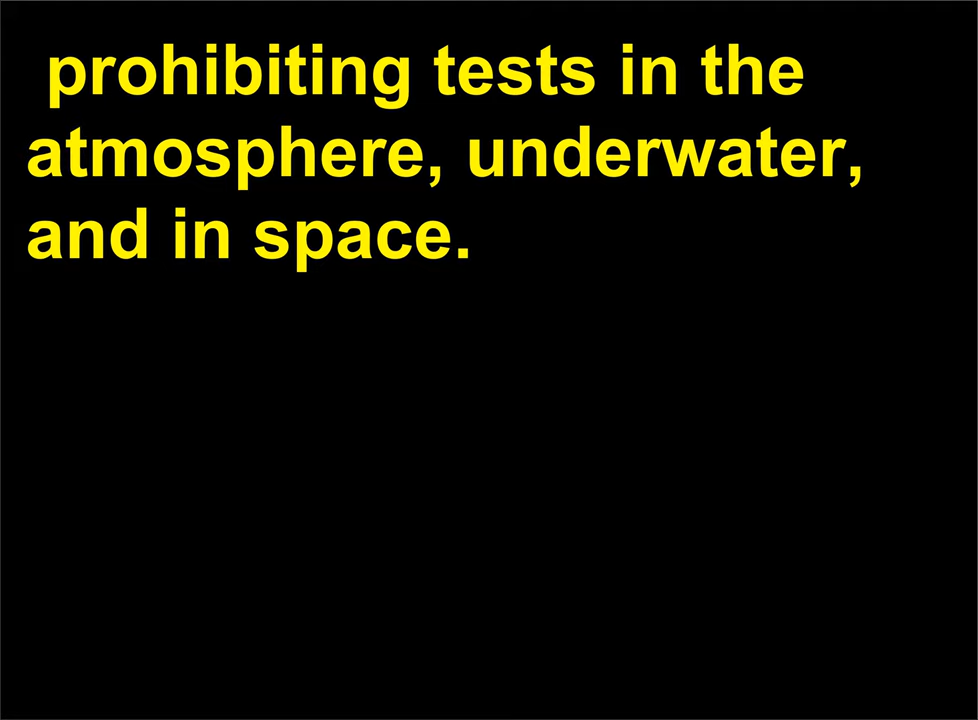 prohibiting tests in the
atmosphere, underwater,
and in space.